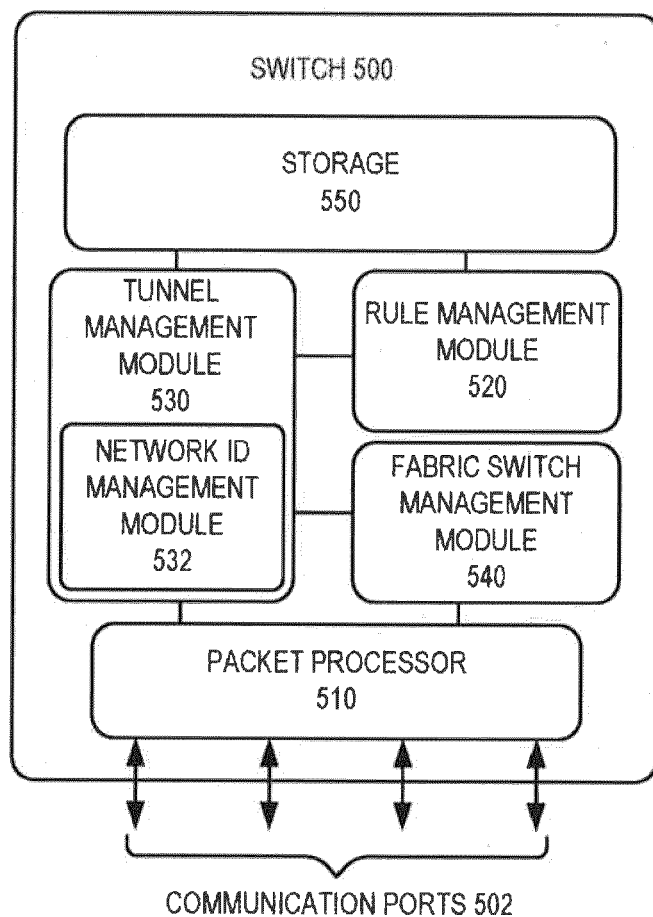 SWITCH 500
STORAGE
550
TUNNEL
MANAGEMENT
MODULE
530
RULE MANAGEMENT
MODULE
520
NETWORK ID
MANAGEMENT
MODULE
532
FABRIC SWITCH
MANAGEMENT
MODULE
540
PACKET PROCESSOR
510
COMMUNICATION PORTS 502